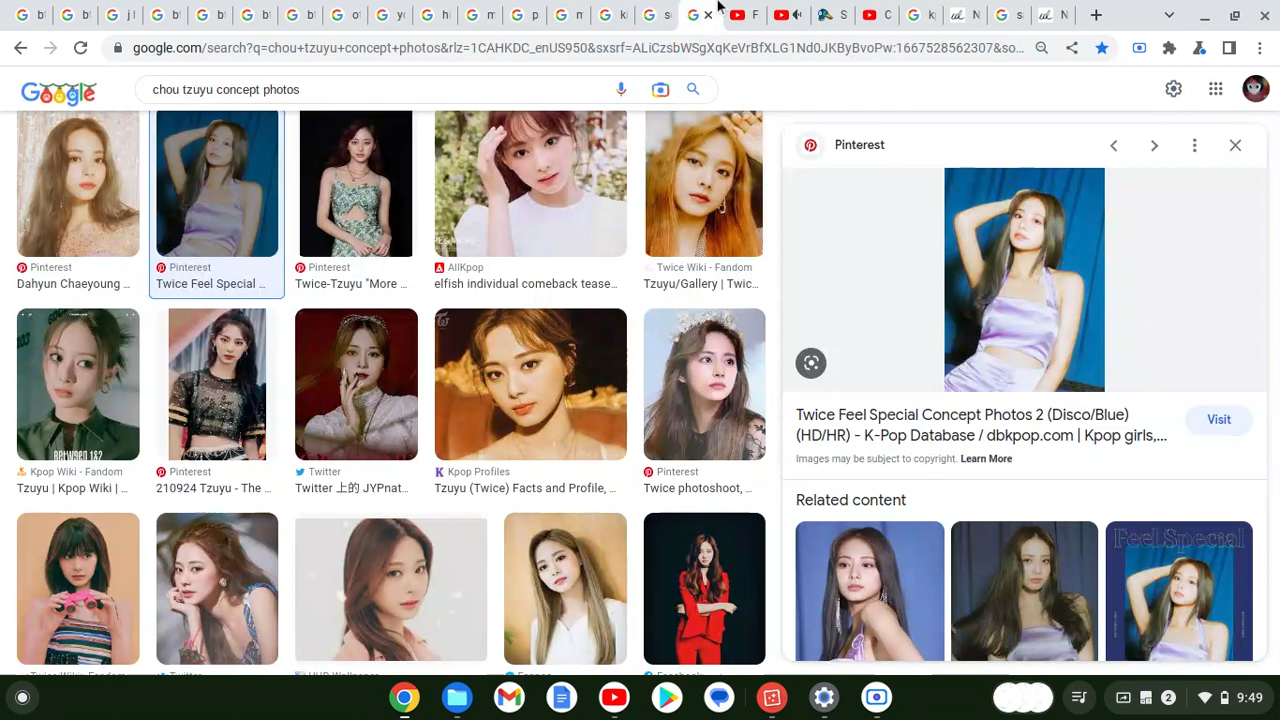 google.com/search?q=chou+tzuyu+concept+photos&rlz=1CAHKDC_enUS950&sxsrf=ALiCzsbWSgXqKeVrBfXLG1Nd0JKByBvoPw:1667528562307&so...
Google
chou tzuyu concept photos
Pinterest
Dahyun Chaeyoung ...
Pinterest
Twice Feel Special ...
Pinterest
Twice-Tzuyu "More ...
AllKpop
elfish individual comeback tease...
Twice Wiki - Fandom
Tzuyu/Gallery | Twic...
Kpop Wiki - Fandom
Tzuyu | Kpop Wiki | ...
Pinterest
210924 Tzuyu - The ...
Twitter
Twitter 上的 JYPnat...
Kpop Profiles
Tzuyu (Twice) Facts and Profile, ...
Pinterest
Twice photoshoot, ...
Pinterest
Twice Feel Special Concept Photos 2 (Disco/Blue)
(HD/HR) - K-Pop Database / dbkpop.com | Kpop girls,...
Visit
Images may be subject to copyright. Learn More
Related content
Feel Special
2
9:49